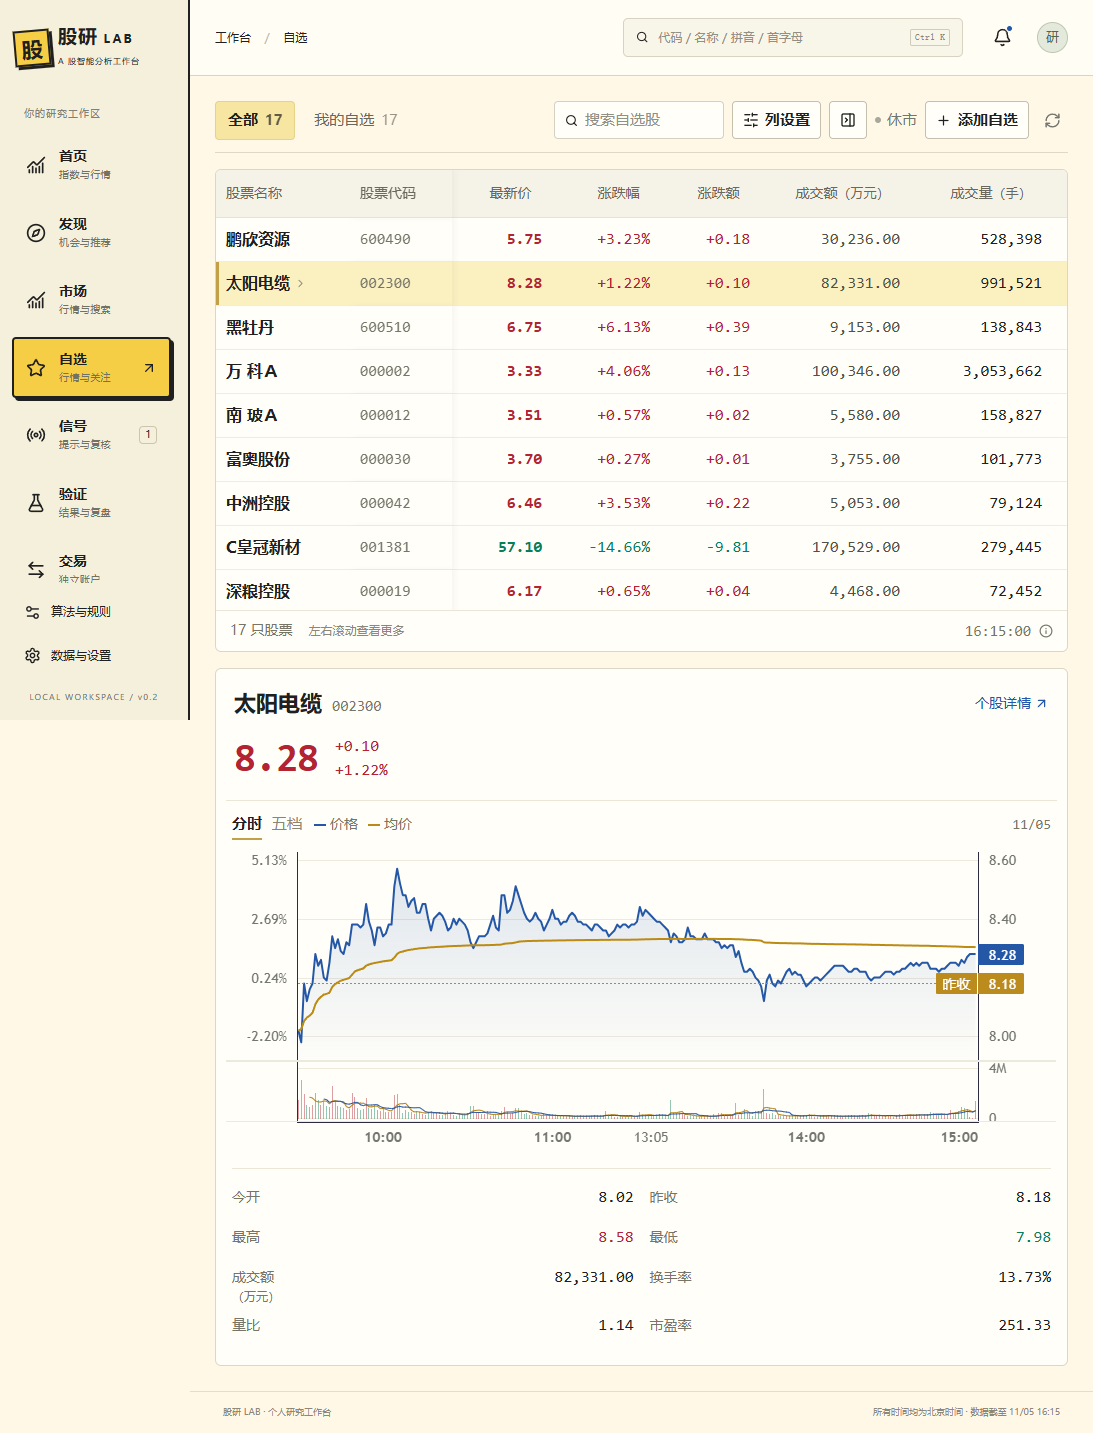 股 股研 LAB
A 股智能分析工作台
你的研究工作区
首页
指数与行情
发现
机会与推荐
市场
行情与搜索
自选
行情与关注
信号
提示与复核
1
验证
结果与复盘
交易
独立账户
算法与规则
数据与设置
LOCAL WORKSPACE / v0.2
工作台 / 自选
代码 / 名称 / 拼音 / 首字母 Ctrl K
研
全部 17 我的自选 17 搜索自选股 列设置 休市 添加自选
股票名称 股票代码 最新价 涨跌幅 涨跌额 成交额（万元） 成交量（手）
鹏欣资源 600490 5.75 +3.23% +0.18 30,236.00 528,398
太阳电缆 002300 8.28 +1.22% +0.10 82,331.00 991,521
黑牡丹 600510 6.75 +6.13% +0.39 9,153.00 138,843
万 科A 000002 3.33 +4.06% +0.13 100,346.00 3,053,662
南 玻A 000012 3.51 +0.57% +0.02 5,580.00 158,827
富奥股份 000030 3.70 +0.27% +0.01 3,755.00 101,773
中洲控股 000042 6.46 +3.53% +0.22 5,053.00 79,124
C皇冠新材 001381 57.10 -14.66% -9.81 170,529.00 279,445
深粮控股 000019 6.17 +0.65% +0.04 4,468.00 72,452
17 只股票 左右滚动查看更多 16:15:00
太阳电缆 002300 个股详情
8.28 +0.10
+1.22%
分时 五档 价格 均价 11/05
5.13% 8.60
2.69% 8.40
8.28
0.24% 昨收 8.18
-2.20% 8.00
4M
0
10:00 11:00 13:05 14:00 15:00
今开 8.02 昨收 8.18
最高 8.58 最低 7.98
成交额 82,331.00 换手率 13.73%
（万元）
量比 1.14 市盈率 251.33
股研 LAB · 个人研究工作台 所有时间均为北京时间 · 数据截至 11/05 16:15